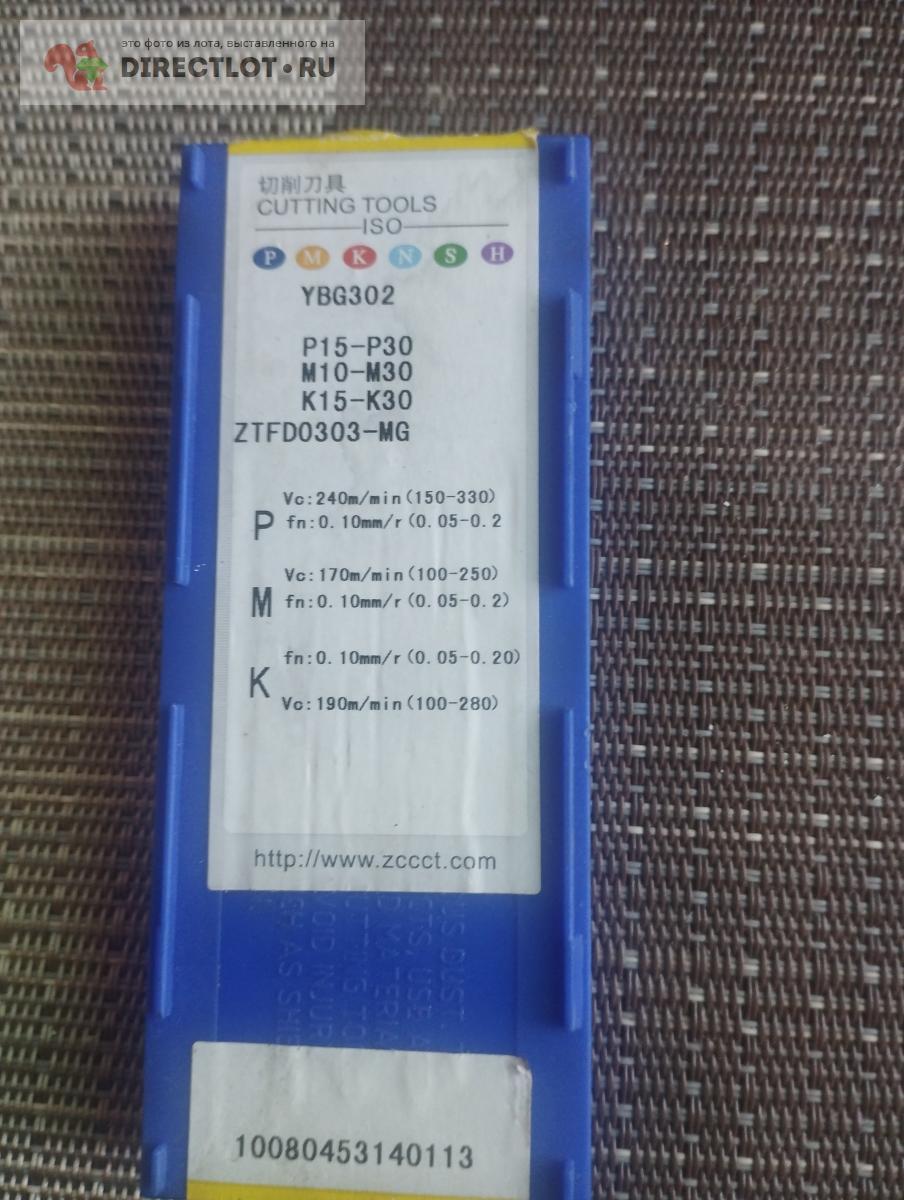 это фото из лота, выставленного на
DIRECTLOT.RU
切削刀具
CUTTING TOOLS
ISO
P M K N S H
YBG302
P15-P30
M10-M30
K15-K30
ZTFD0303-MG
Vc:240m/min(150-330)
P
fn:0.10mm/r(0.05-0.2
Vc:170m/min(100-250)
M
fn:0.10mm/r(0.05-0.2)
fn:0.10mm/r(0.05-0.20)
K
Vc:190m/min(100-280)
http://www.zccct.com
10080453140113